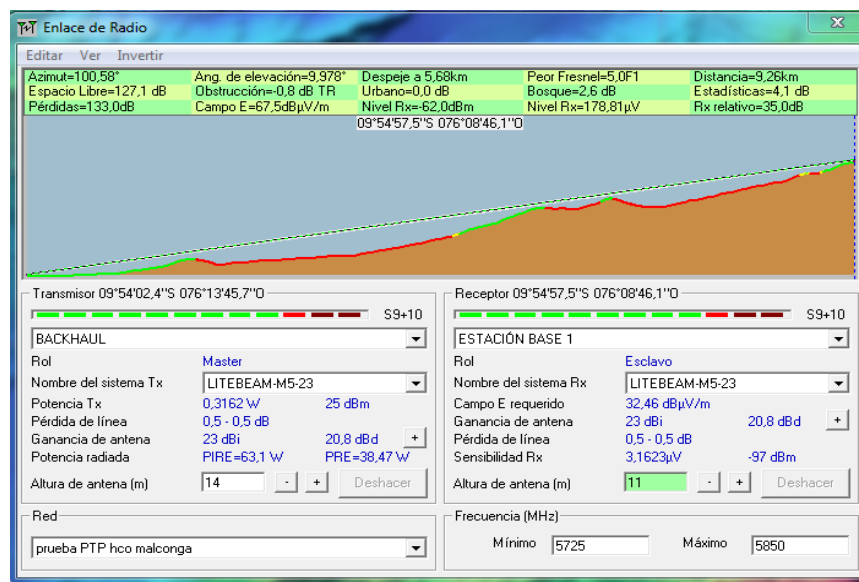 Enlace de Radio
Editar Ver Invertir
Azimut=100,58° Ang. de elevación=9,978° Despeje a 5,68km Peor Fresnel=5,0F1 Distancia=9,26km
Espacio Libre=127,1 dB Obstrucción=-0,8 dB TR Urbano=0,0 dB Bosque=2,6 dB Estadísticas=4,1 dB
Pérdidas=133,0dB Campo E=67,5dBµV/m Nivel Rx=-62,0dBm Nivel Rx=178,81µV Rx relativo=35,0dB
09°54'57,5''S 076°08'46,1''O
Transmisor 09°54'02,4''S 076°13'45,7''O
S9+10
BACKHAUL
Rol Master
Nombre del sistema Tx LITEBEAM-M5-23
Potencia Tx 0,3162 W 25 dBm
Pérdida de línea 0,5 - 0,5 dB
Ganancia de antena 23 dBi 20,8 dBd +
Potencia radiada PIRE=63,1 W PRE=38,47 W
Altura de antena (m) 14 - + Deshacer
Red
prueba PTP hco malconga
Receptor 09°54'57,5''S 076°08'46,1''O
S9+10
ESTACIÓN BASE 1
Rol Esclavo
Nombre del sistema Rx LITEBEAM-M5-23
Campo E requerido 32,46 dBµV/m
Ganancia de antena 23 dBi 20,8 dBd +
Pérdida de línea 0,5 - 0,5 dB
Sensibilidad Rx 3,1623µV -97 dBm
Altura de antena (m) 11 - + Deshacer
Frecuencia (MHz)
Mínimo 5725 Máximo 5850